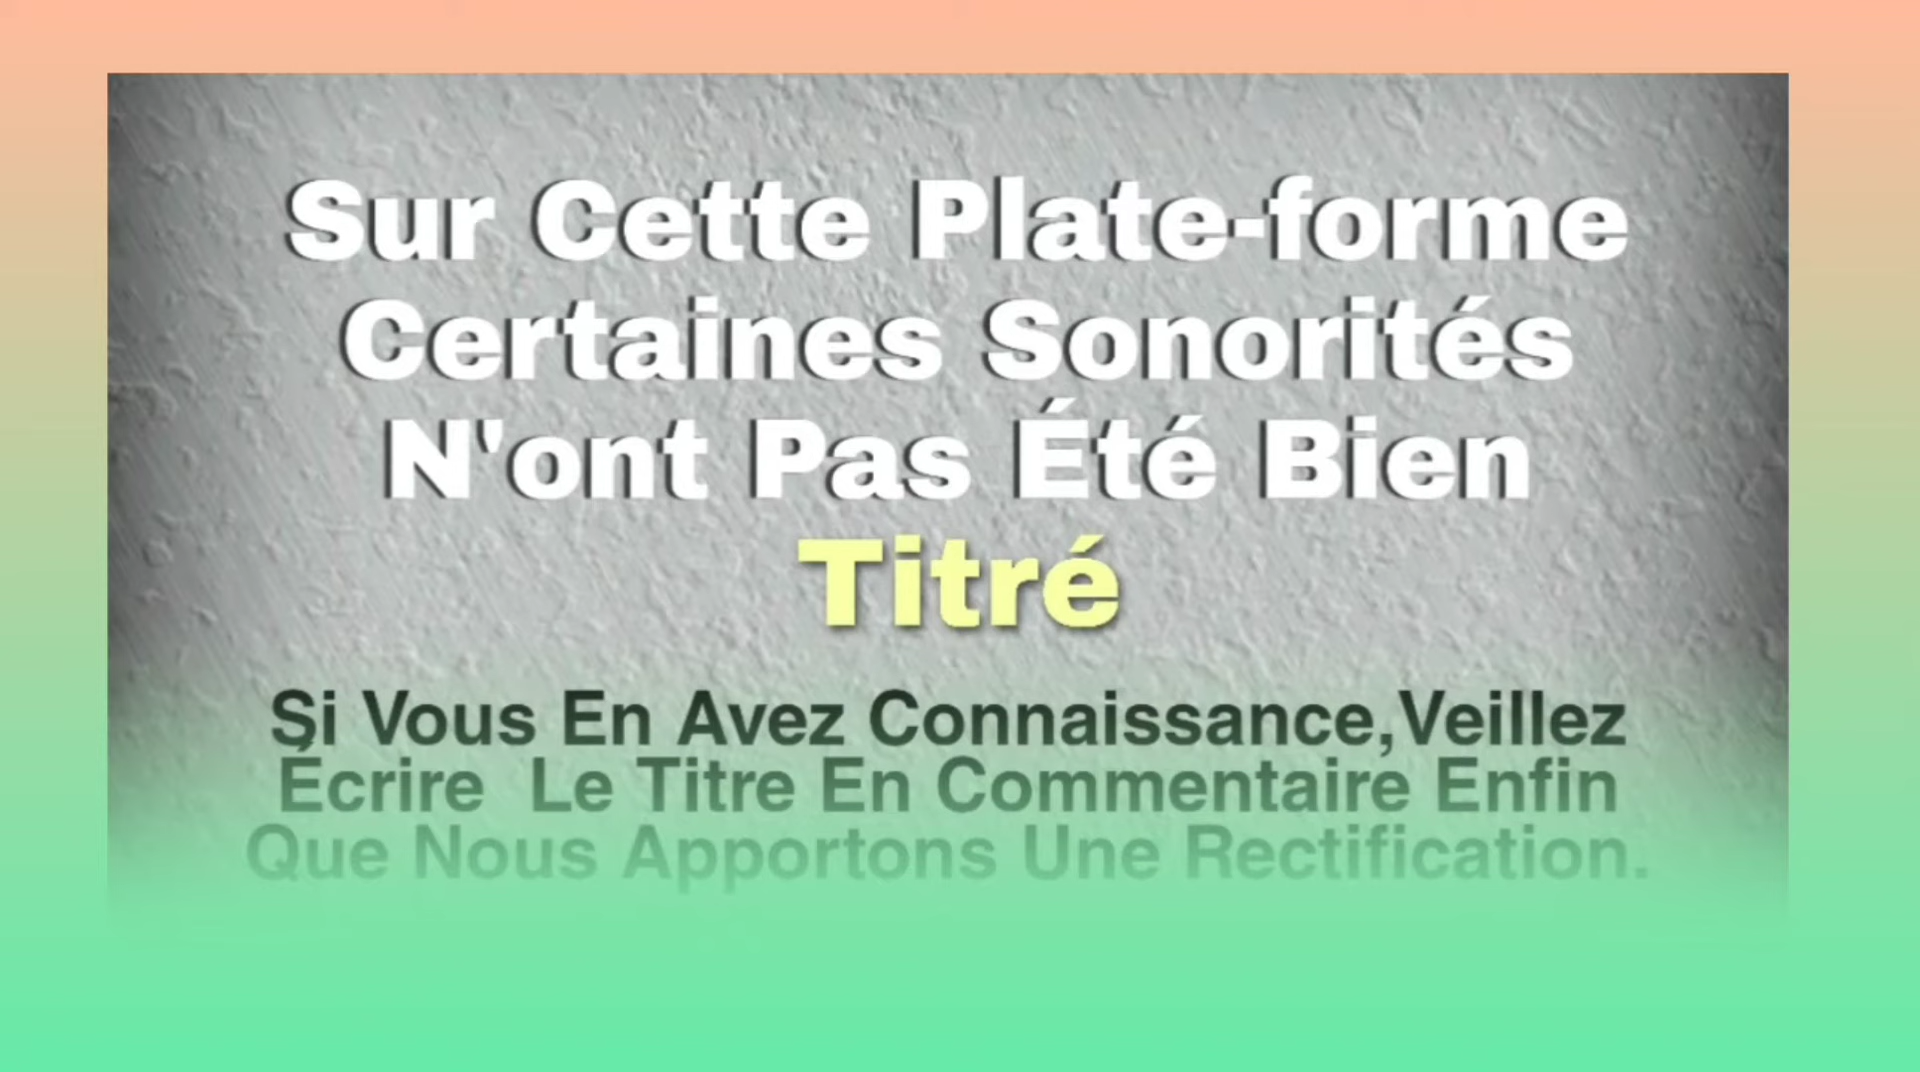 Sur Cette Plate-forme
Certaines Sonorités
N'ont Pas Été Bien
Titré
Si Vous En Avez Connaissance,Veillez
Écrire  Le Titre En Commentaire Enfin
Que Nous Apportons Une Rectification.